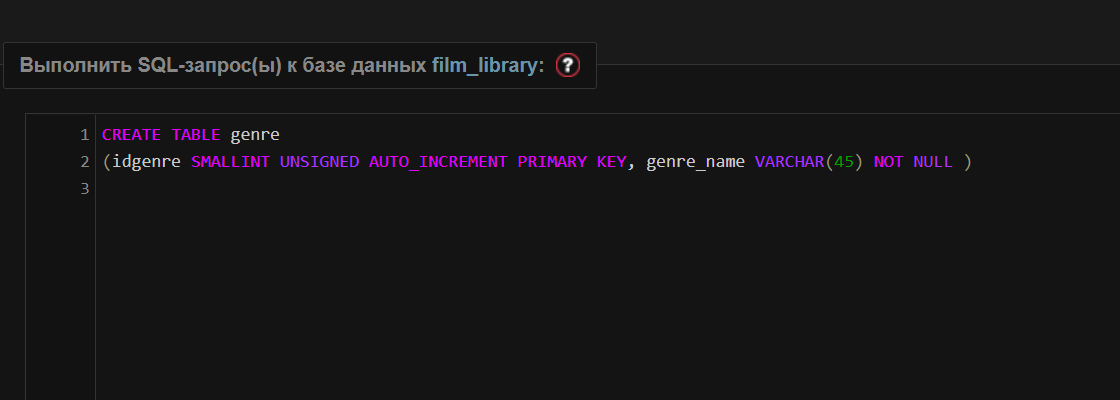 Выполнить SQL-запрос(ы) к базе данных film_library: ?
1 CREATE TABLE genre
2 (idgenre SMALLINT UNSIGNED AUTO_INCREMENT PRIMARY KEY, genre_name VARCHAR(45) NOT NULL )
3